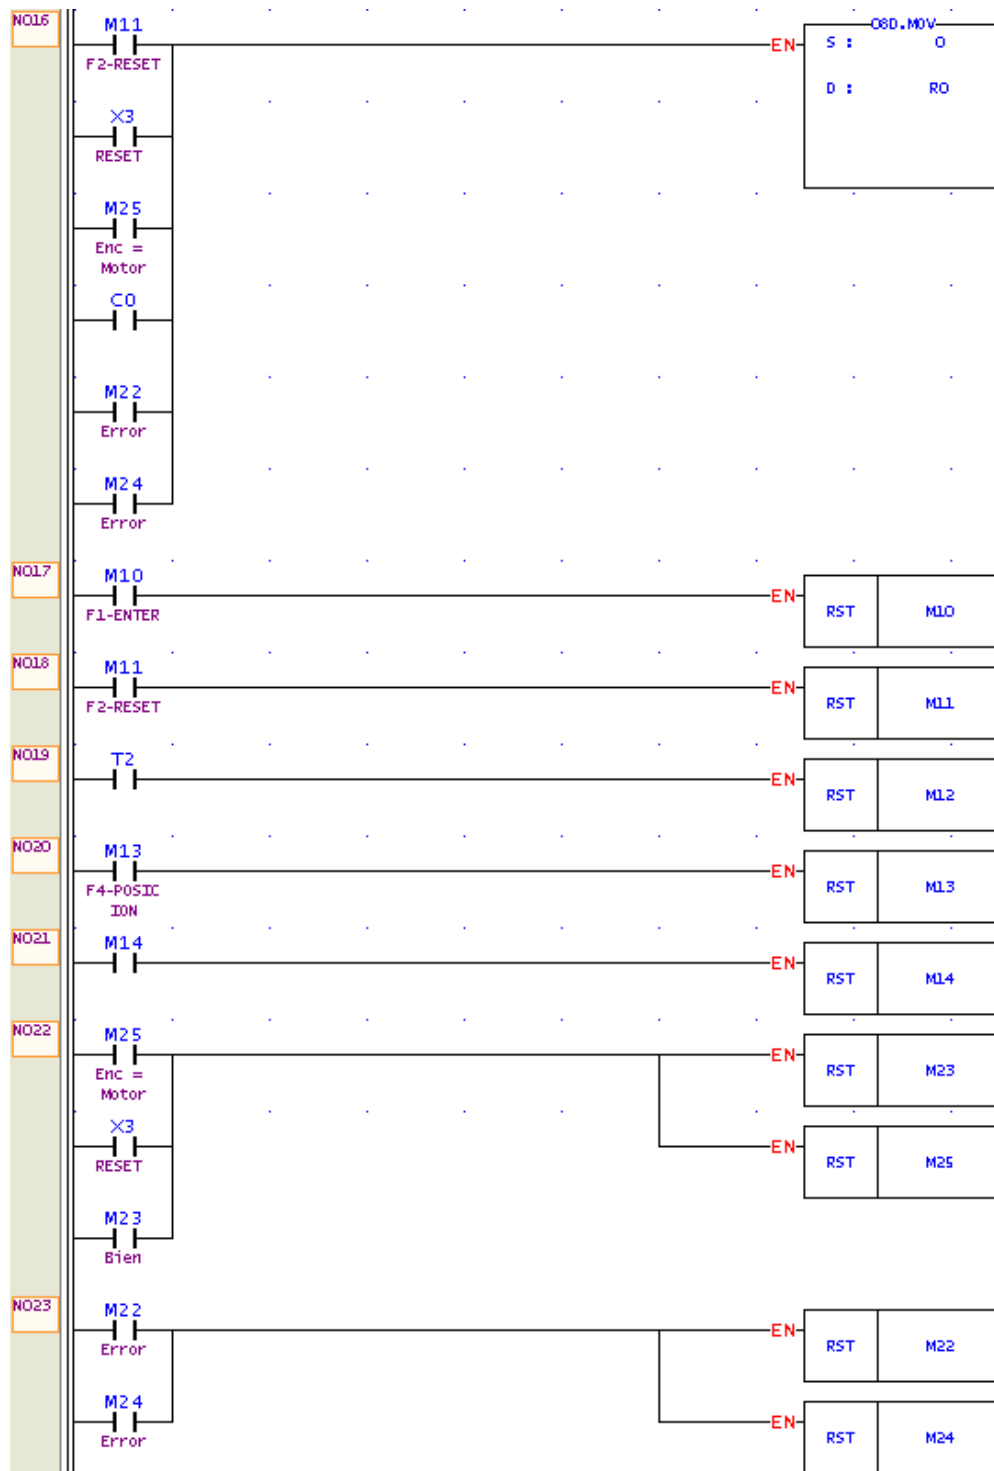 N016
M11
F2-RESET
EN
08D.MOV
S : 0
D : R0
X3
RESET
M25
Enc =
Motor
C0
M22
Error
M24
Error
N017
M10
F1-ENTER
EN
RST M10
N018
M11
F2-RESET
EN
RST M11
N019
T2
EN
RST M12
N020
M13
F4-POSIC
ION
EN
RST M13
N021
M14
EN
RST M14
N022
M25
Enc =
Motor
EN
RST M23
X3
RESET
EN
RST M25
M23
Bien
N023
M22
Error
EN
RST M22
M24
Error
EN
RST M24